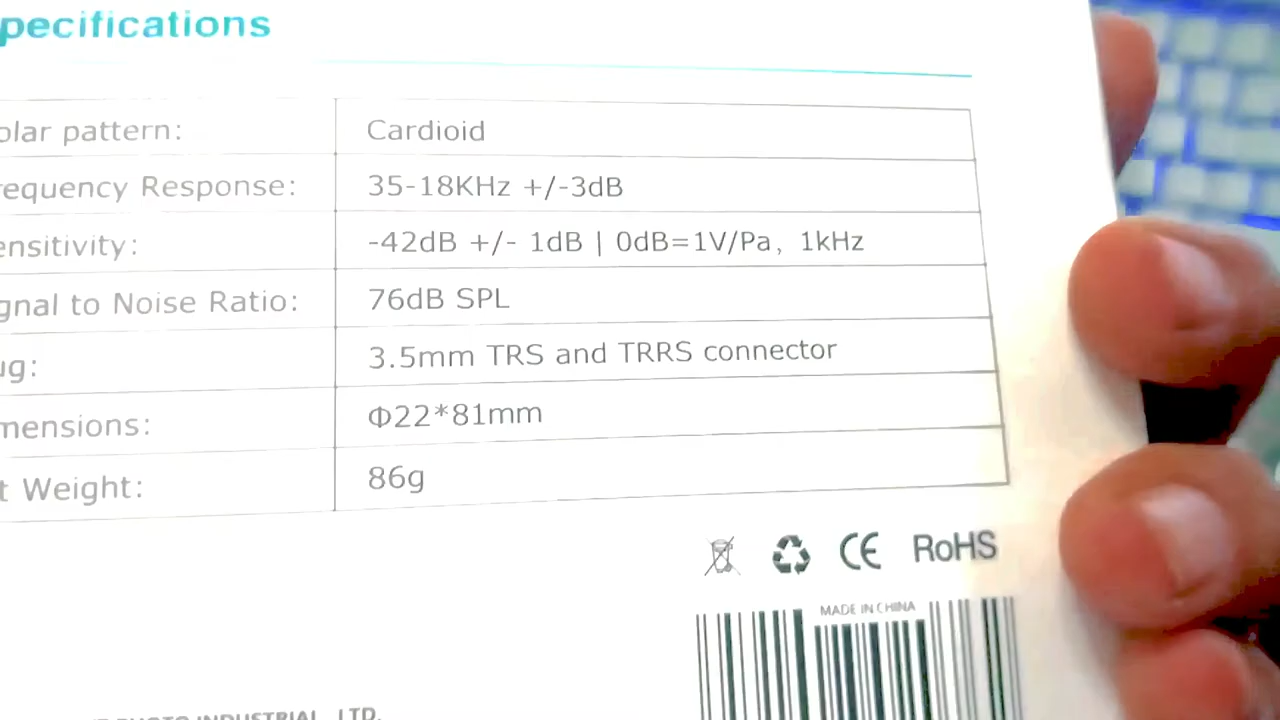 pecifications
olar pattern: Cardioid
requency Response: 35-18KHz +/-3dB
ensitivity: -42dB +/- 1dB | 0dB=1V/Pa, 1kHz
gnal to Noise Ratio: 76dB SPL
ug: 3.5mm TRS and TRRS connector
mensions: Φ22*81mm
t Weight: 86g
CE RoHS
MADE IN CHINA
PHOTO INDUSTRIAL, LTD.